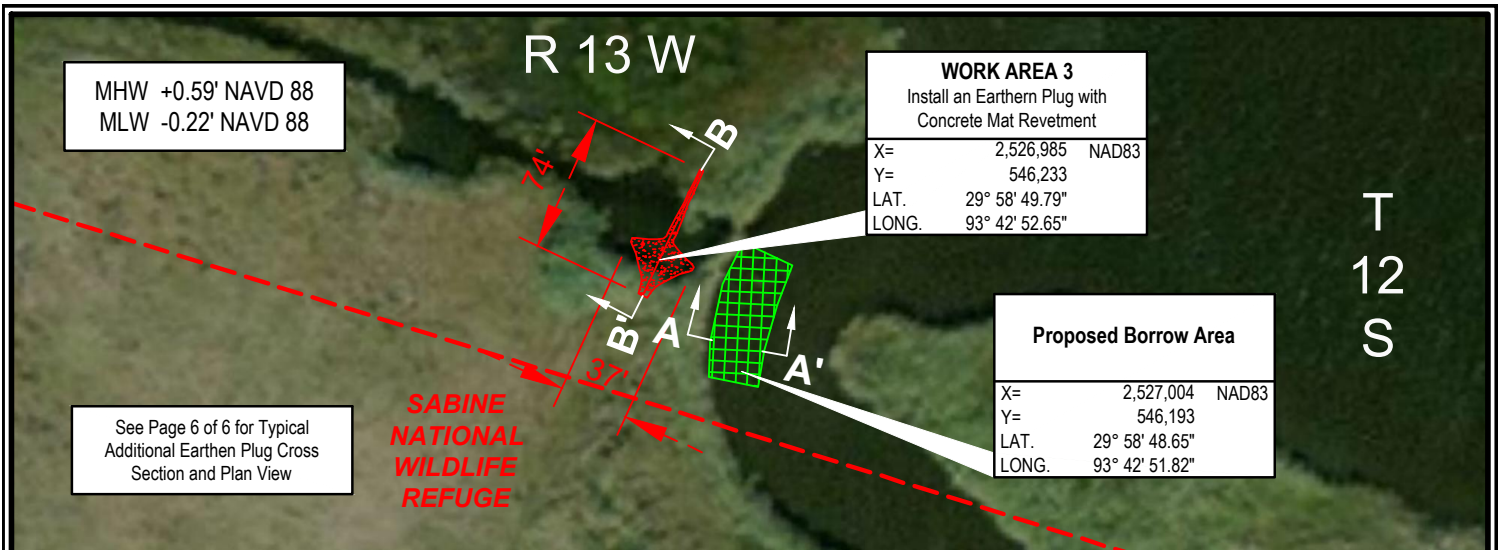 R 13 W
MHW +0.59' NAVD 88
MLW -0.22' NAVD 88
WORK AREA 3
Install an Earthern Plug with
Concrete Mat Revetment
X= 2,526,985 NAD83
Y= 546,233
LAT. 29° 58' 49.79"
LONG. 93° 42' 52.65"
B
74'
T
12
S
B'
A
A'
37'
Proposed Borrow Area
X= 2,527,004 NAD83
Y= 546,193
LAT. 29° 58' 48.65"
LONG. 93° 42' 51.82"
SABINE
NATIONAL
WILDLIFE
REFUGE
See Page 6 of 6 for Typical
Additional Earthen Plug Cross
Section and Plan View